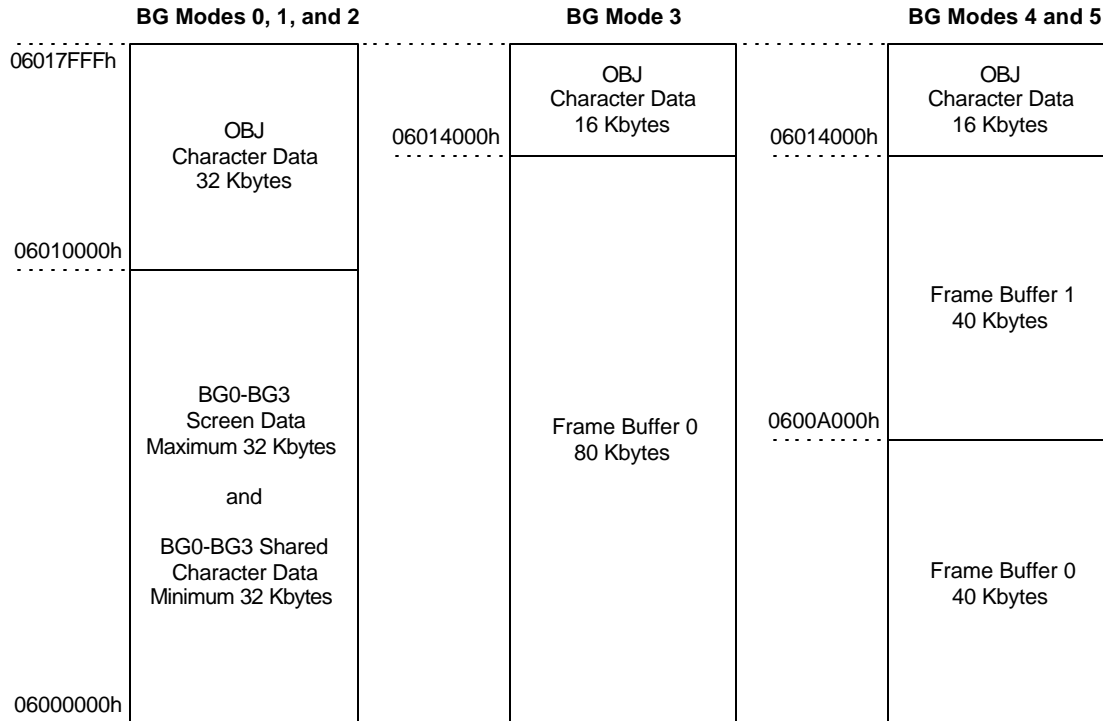 BG Modes 0, 1, and 2
BG Mode 3
BG Modes 4 and 5
06017FFFh
OBJ
Character Data
32 Kbytes
06010000h
BG0-BG3
Screen Data
Maximum 32 Kbytes
and
BG0-BG3 Shared
Character Data
Minimum 32 Kbytes
06000000h
OBJ
Character Data
16 Kbytes
06014000h
Frame Buffer 0
80 Kbytes
OBJ
Character Data
16 Kbytes
06014000h
Frame Buffer 1
40 Kbytes
0600A000h
Frame Buffer 0
40 Kbytes